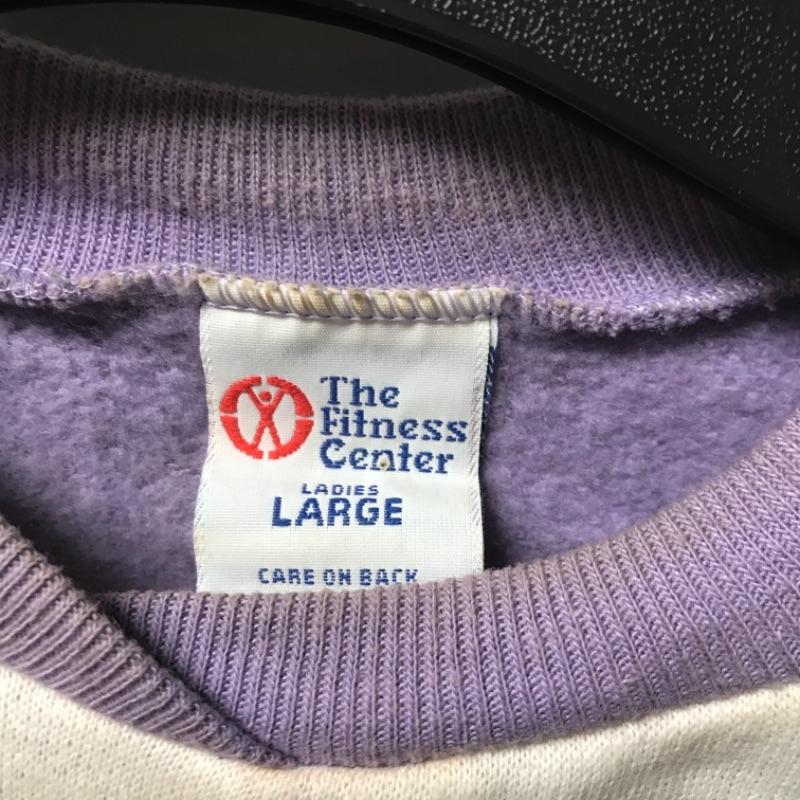 The
Fitness
Center
LADIES
LARGE
CARE ON BACK